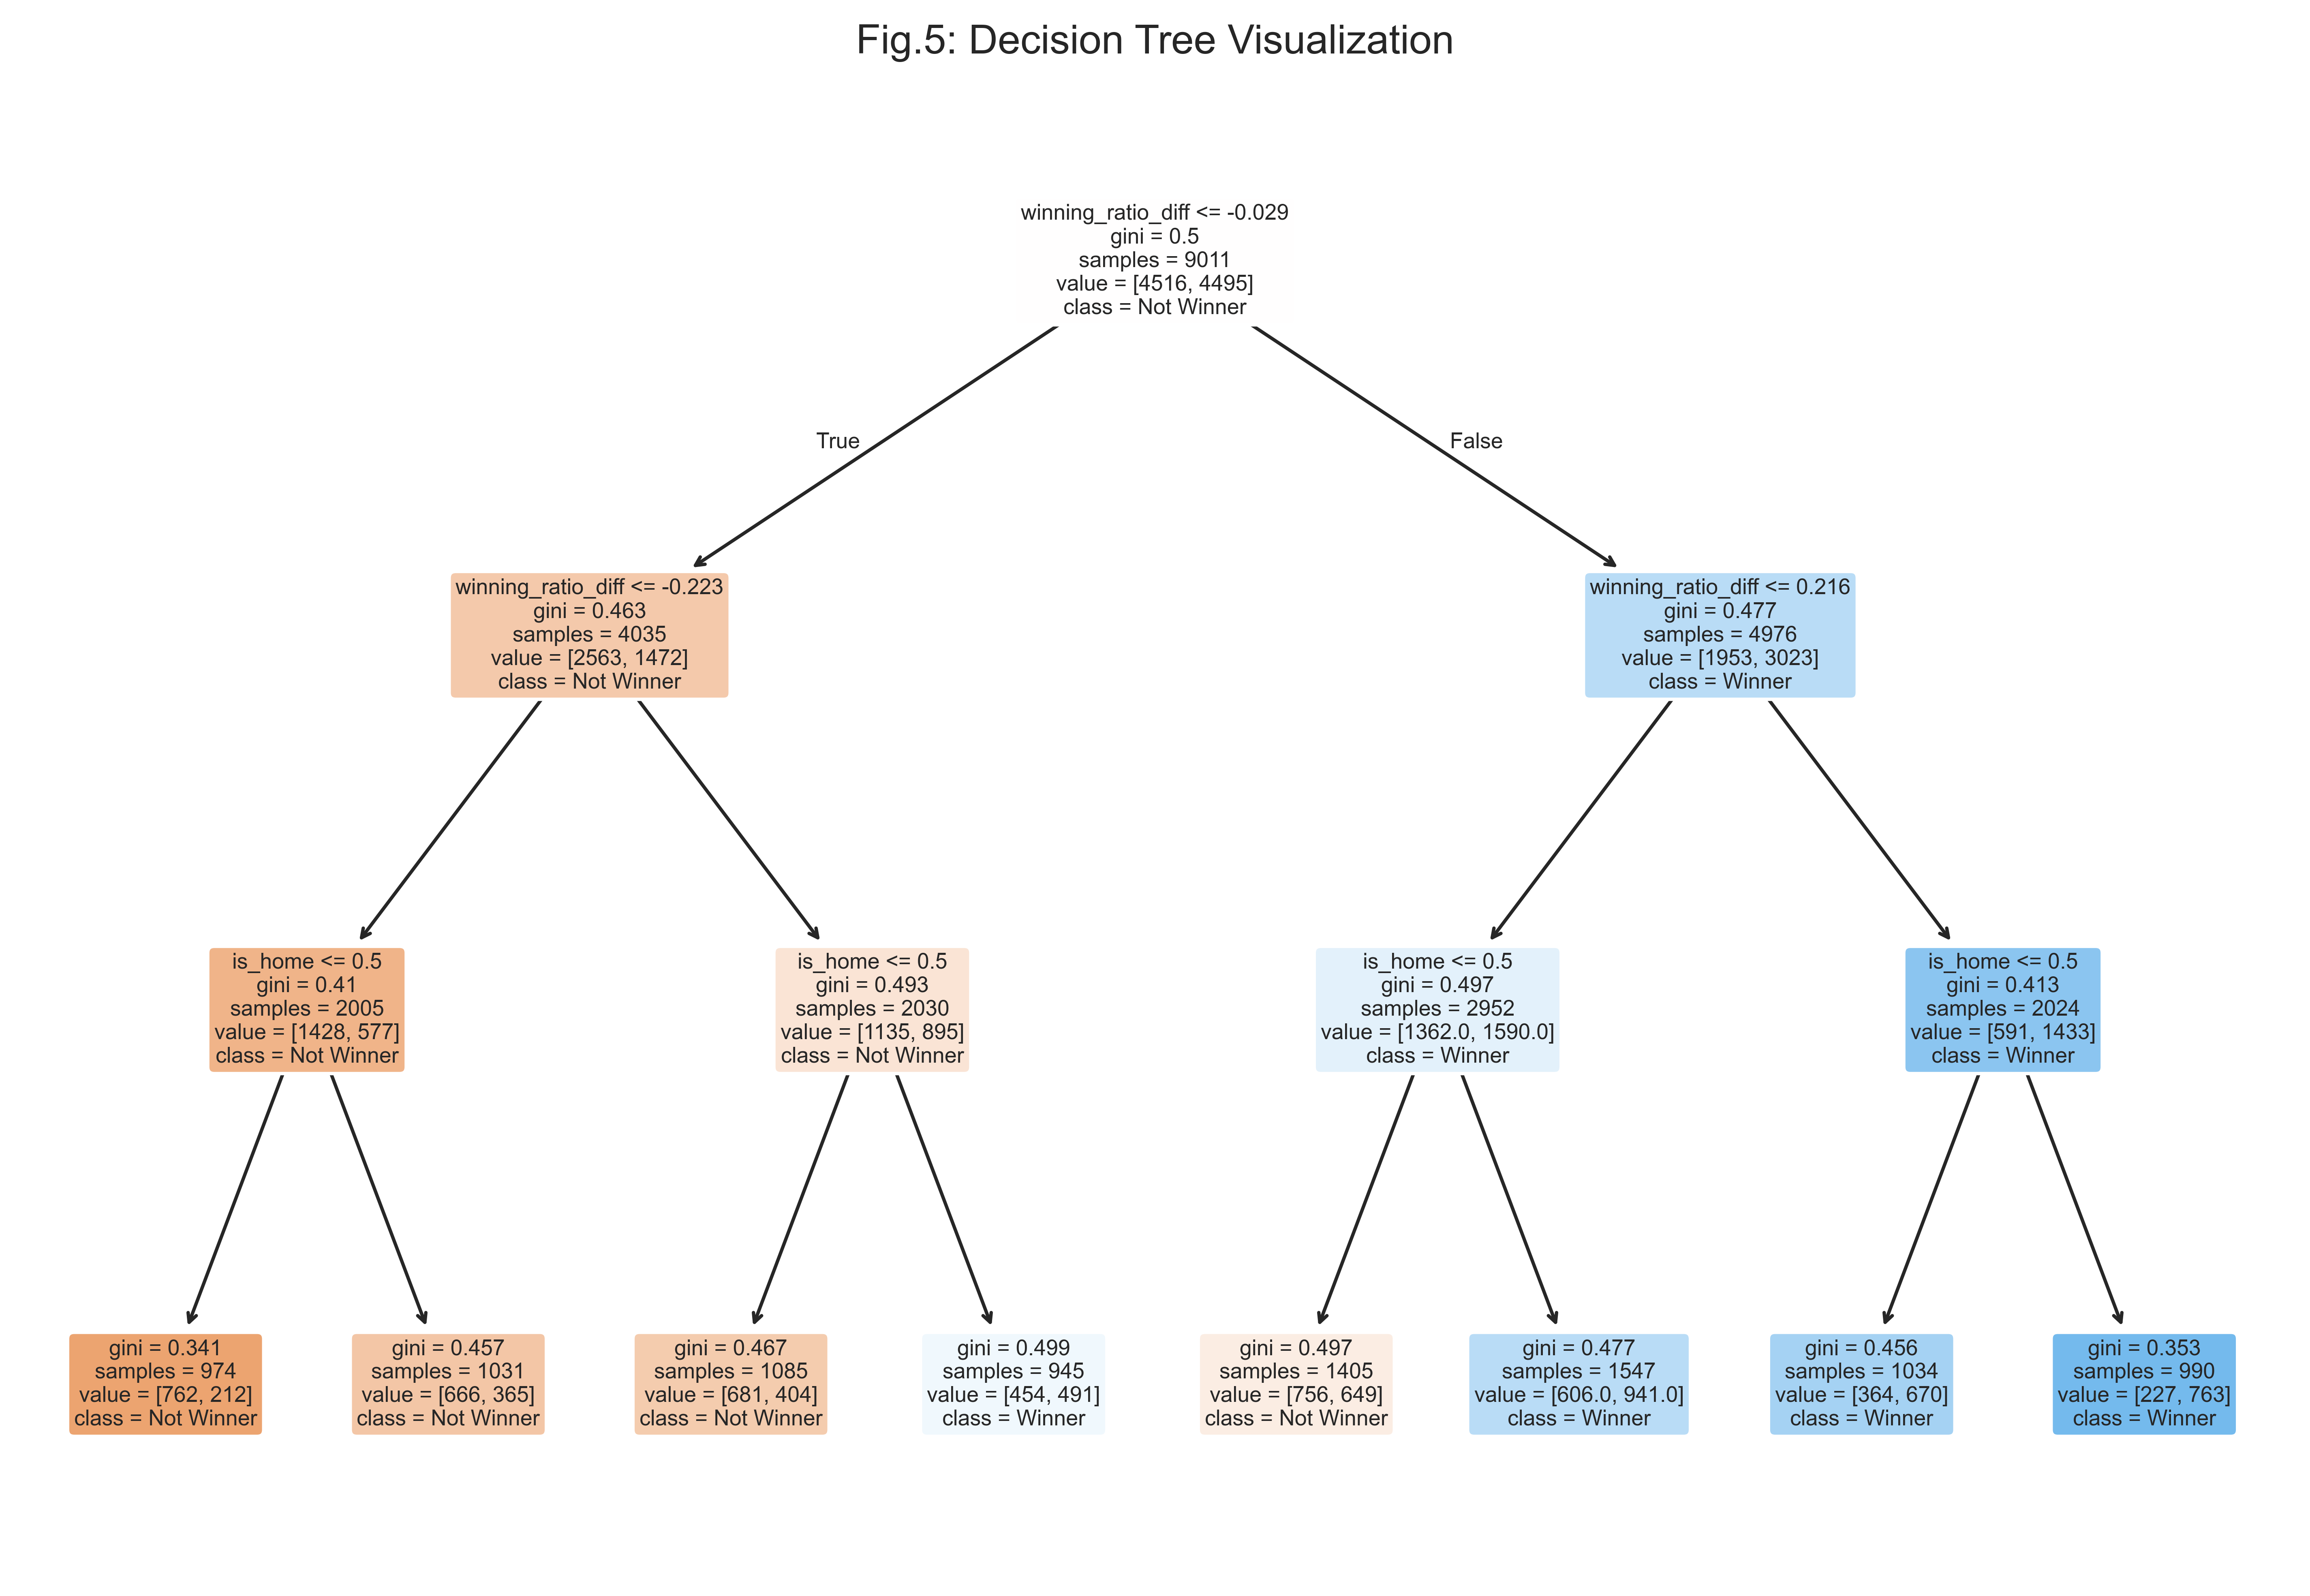 Fig.5: Decision Tree Visualization
winning_ratio_diff <= -0.029
gini = 0.5
samples = 9011
value = [4516, 4495]
class = Not Winner
True
False
winning_ratio_diff <= -0.223
gini = 0.463
samples = 4035
value = [2563, 1472]
class = Not Winner
winning_ratio_diff <= 0.216
gini = 0.477
samples = 4976
value = [1953, 3023]
class = Winner
is_home <= 0.5
gini = 0.41
samples = 2005
value = [1428, 577]
class = Not Winner
is_home <= 0.5
gini = 0.493
samples = 2030
value = [1135, 895]
class = Not Winner
is_home <= 0.5
gini = 0.497
samples = 2952
value = [1362.0, 1590.0]
class = Winner
is_home <= 0.5
gini = 0.413
samples = 2024
value = [591, 1433]
class = Winner
gini = 0.341
samples = 974
value = [762, 212]
class = Not Winner
gini = 0.457
samples = 1031
value = [666, 365]
class = Not Winner
gini = 0.467
samples = 1085
value = [681, 404]
class = Not Winner
gini = 0.499
samples = 945
value = [454, 491]
class = Winner
gini = 0.497
samples = 1405
value = [756, 649]
class = Not Winner
gini = 0.477
samples = 1547
value = [606.0, 941.0]
class = Winner
gini = 0.456
samples = 1034
value = [364, 670]
class = Winner
gini = 0.353
samples = 990
value = [227, 763]
class = Winner